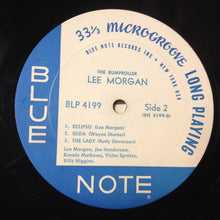 33⅓ MICROGROOVE LONG PLAYING
BLUE NOTE RECORDS INC • NEW YORK USA
THE RUMPROLLER
LEE MORGAN
BLP 4199
Side 2
(BN 4199-B)
1. ECLIPSO (Lee Morgan)
2. EDDA (Wayne Shorter)
3. THE LADY (Rudy Stevenson)
Lee Morgan, Joe Henderson,
Ronnie Mathews, Victor Sproles,
Billy Higgins.
BLUE
NOTE